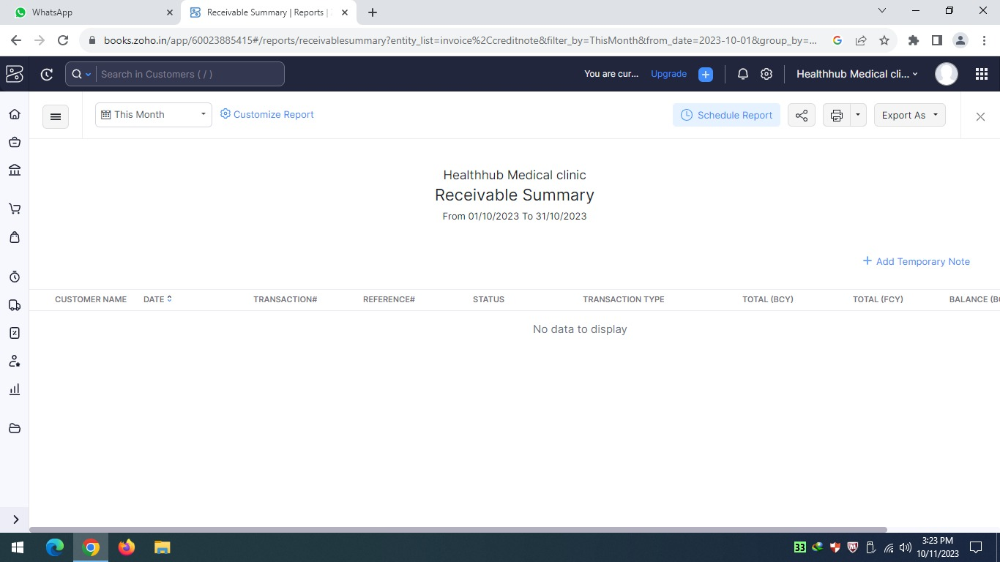 WhatsApp
Receivable Summary | Reports |
books.zoho.in/app/60023885415#/reports/receivablesummary?entity_list=invoice%2Ccreditnote&filter_by=ThisMonth&from_date=2023-10-01&group_by=...
Search in Customers ( / )
You are cur...
Upgrade
Healthhub Medical cli...
This Month
Customize Report
Schedule Report
Export As
Healthhub Medical clinic
Receivable Summary
From 01/10/2023 To 31/10/2023
Add Temporary Note
CUSTOMER NAME DATE TRANSACTION# REFERENCE# STATUS TRANSACTION TYPE TOTAL (BCY) TOTAL (FCY) BALANCE (B
No data to display
33
3:23 PM
10/11/2023